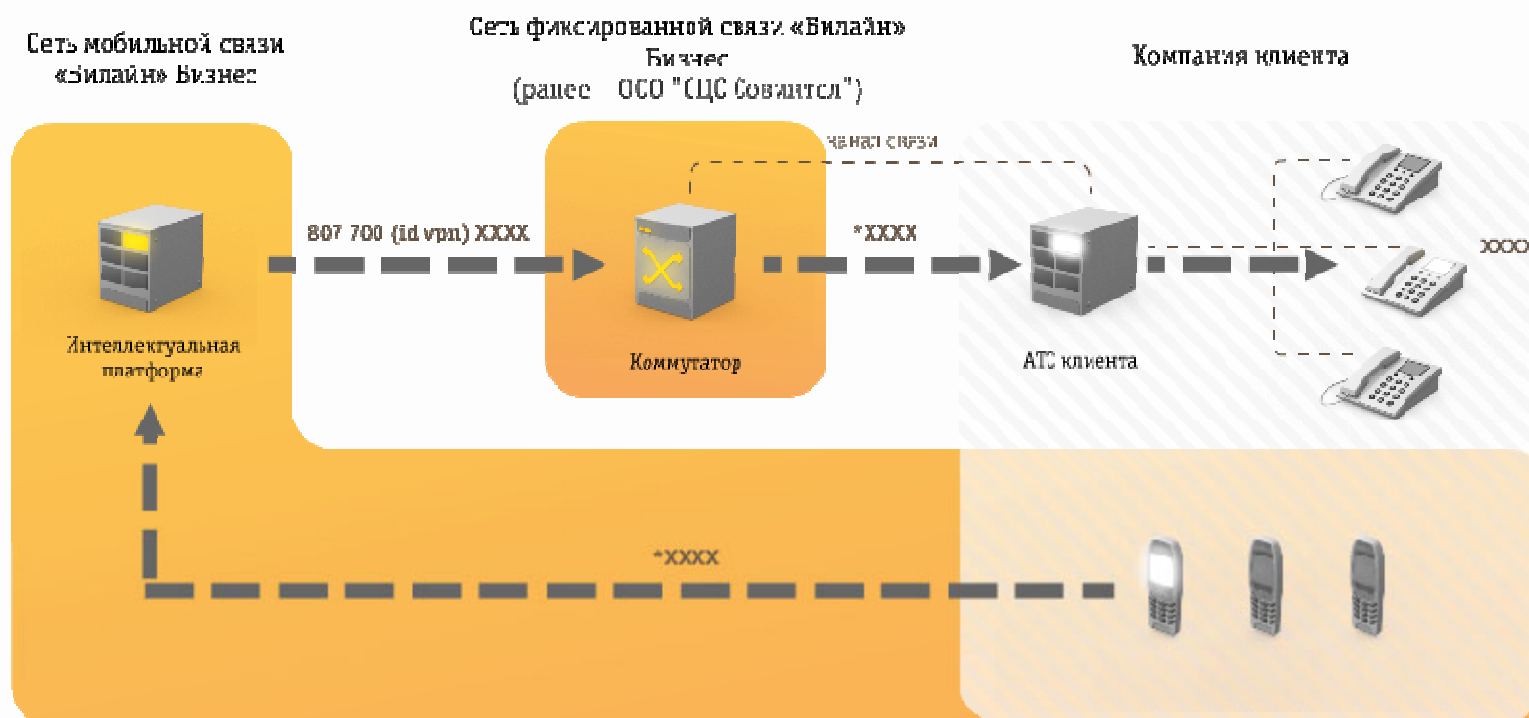 Сеть мобильной связи
«Билайн» Бизнес
Сеть фиксированной связи «Билайн»
Бизнес
(ранее ООО "СЦС Совинтел")
Компания клиента
канал связи
807 700 (id vpn) XXXX
*XXXX
XXXX
Интеллектуальная
платформа
Коммутатор
АТС клиента
*XXXX